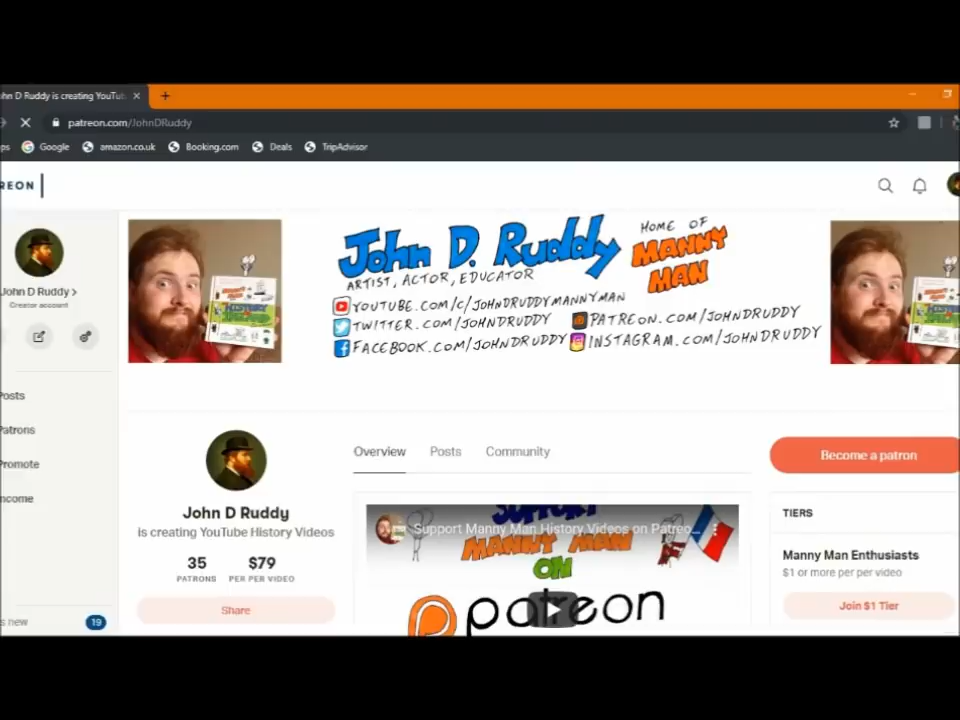 hn D Ruddy is creating YouTub
patreon.com/JohnDRuddy
ps Google amazon.co.uk Booking.com Deals TripAdvisor
REON
John D. Ruddy
HOME OF
MANNY
MAN
ARTIST, ACTOR, EDUCATOR
YOUTUBE.COM/C/JOHNDRUDDYMANNYMAN
TWITTER.COM/JOHNDRUDDY PATREON.COM/JOHNDRUDDY
FACEBOOK.COM/JOHNDRUDDY INSTAGRAM.COM/JOHNDRUDDY
John D Ruddy
Creator account
Posts
Patrons
Promote
ncome
s new 19
John D Ruddy
is creating YouTube History Videos
35 $79
PATRONS PER PER VIDEO
Share
Overview Posts Community
Support Manny Man History Videos on Patreo...
SUPPORT
MANNY MAN
ON
patreon
Become a patron
TIERS
Manny Man Enthusiasts
$1 or more per per video
Join $1 Tier